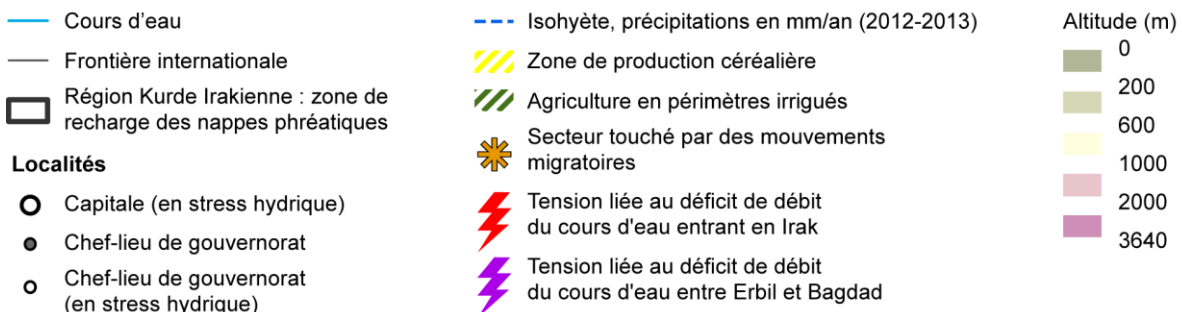 Cours d’eau
Frontière internationale
Région Kurde Irakienne : zone de
recharge des nappes phréatiques
Localités
Capitale (en stress hydrique)
Chef-lieu de gouvernorat
Chef-lieu de gouvernorat
(en stress hydrique)
Isohyète, précipitations en mm/an (2012-2013)
Zone de production céréalière
Agriculture en périmètres irrigués
Secteur touché par des mouvements
migratoires
Tension liée au déficit de débit
du cours d'eau entrant en Irak
Tension liée au déficit de débit
du cours d'eau entre Erbil et Bagdad
Altitude (m)
0
200
600
1000
2000
3640